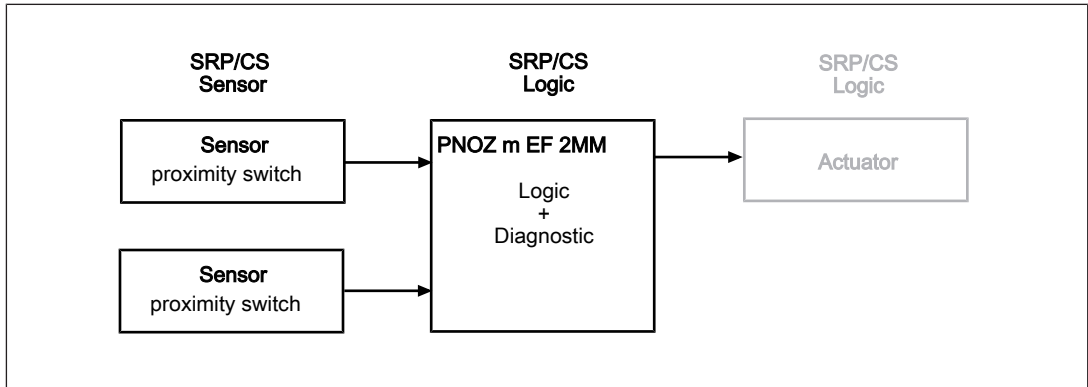 SRP/CS
Sensor
SRP/CS
Logic
SRP/CS
Logic
Sensor
proximity switch
PNOZ m EF 2MM
Logic
+
Diagnostic
Actuator
Sensor
proximity switch